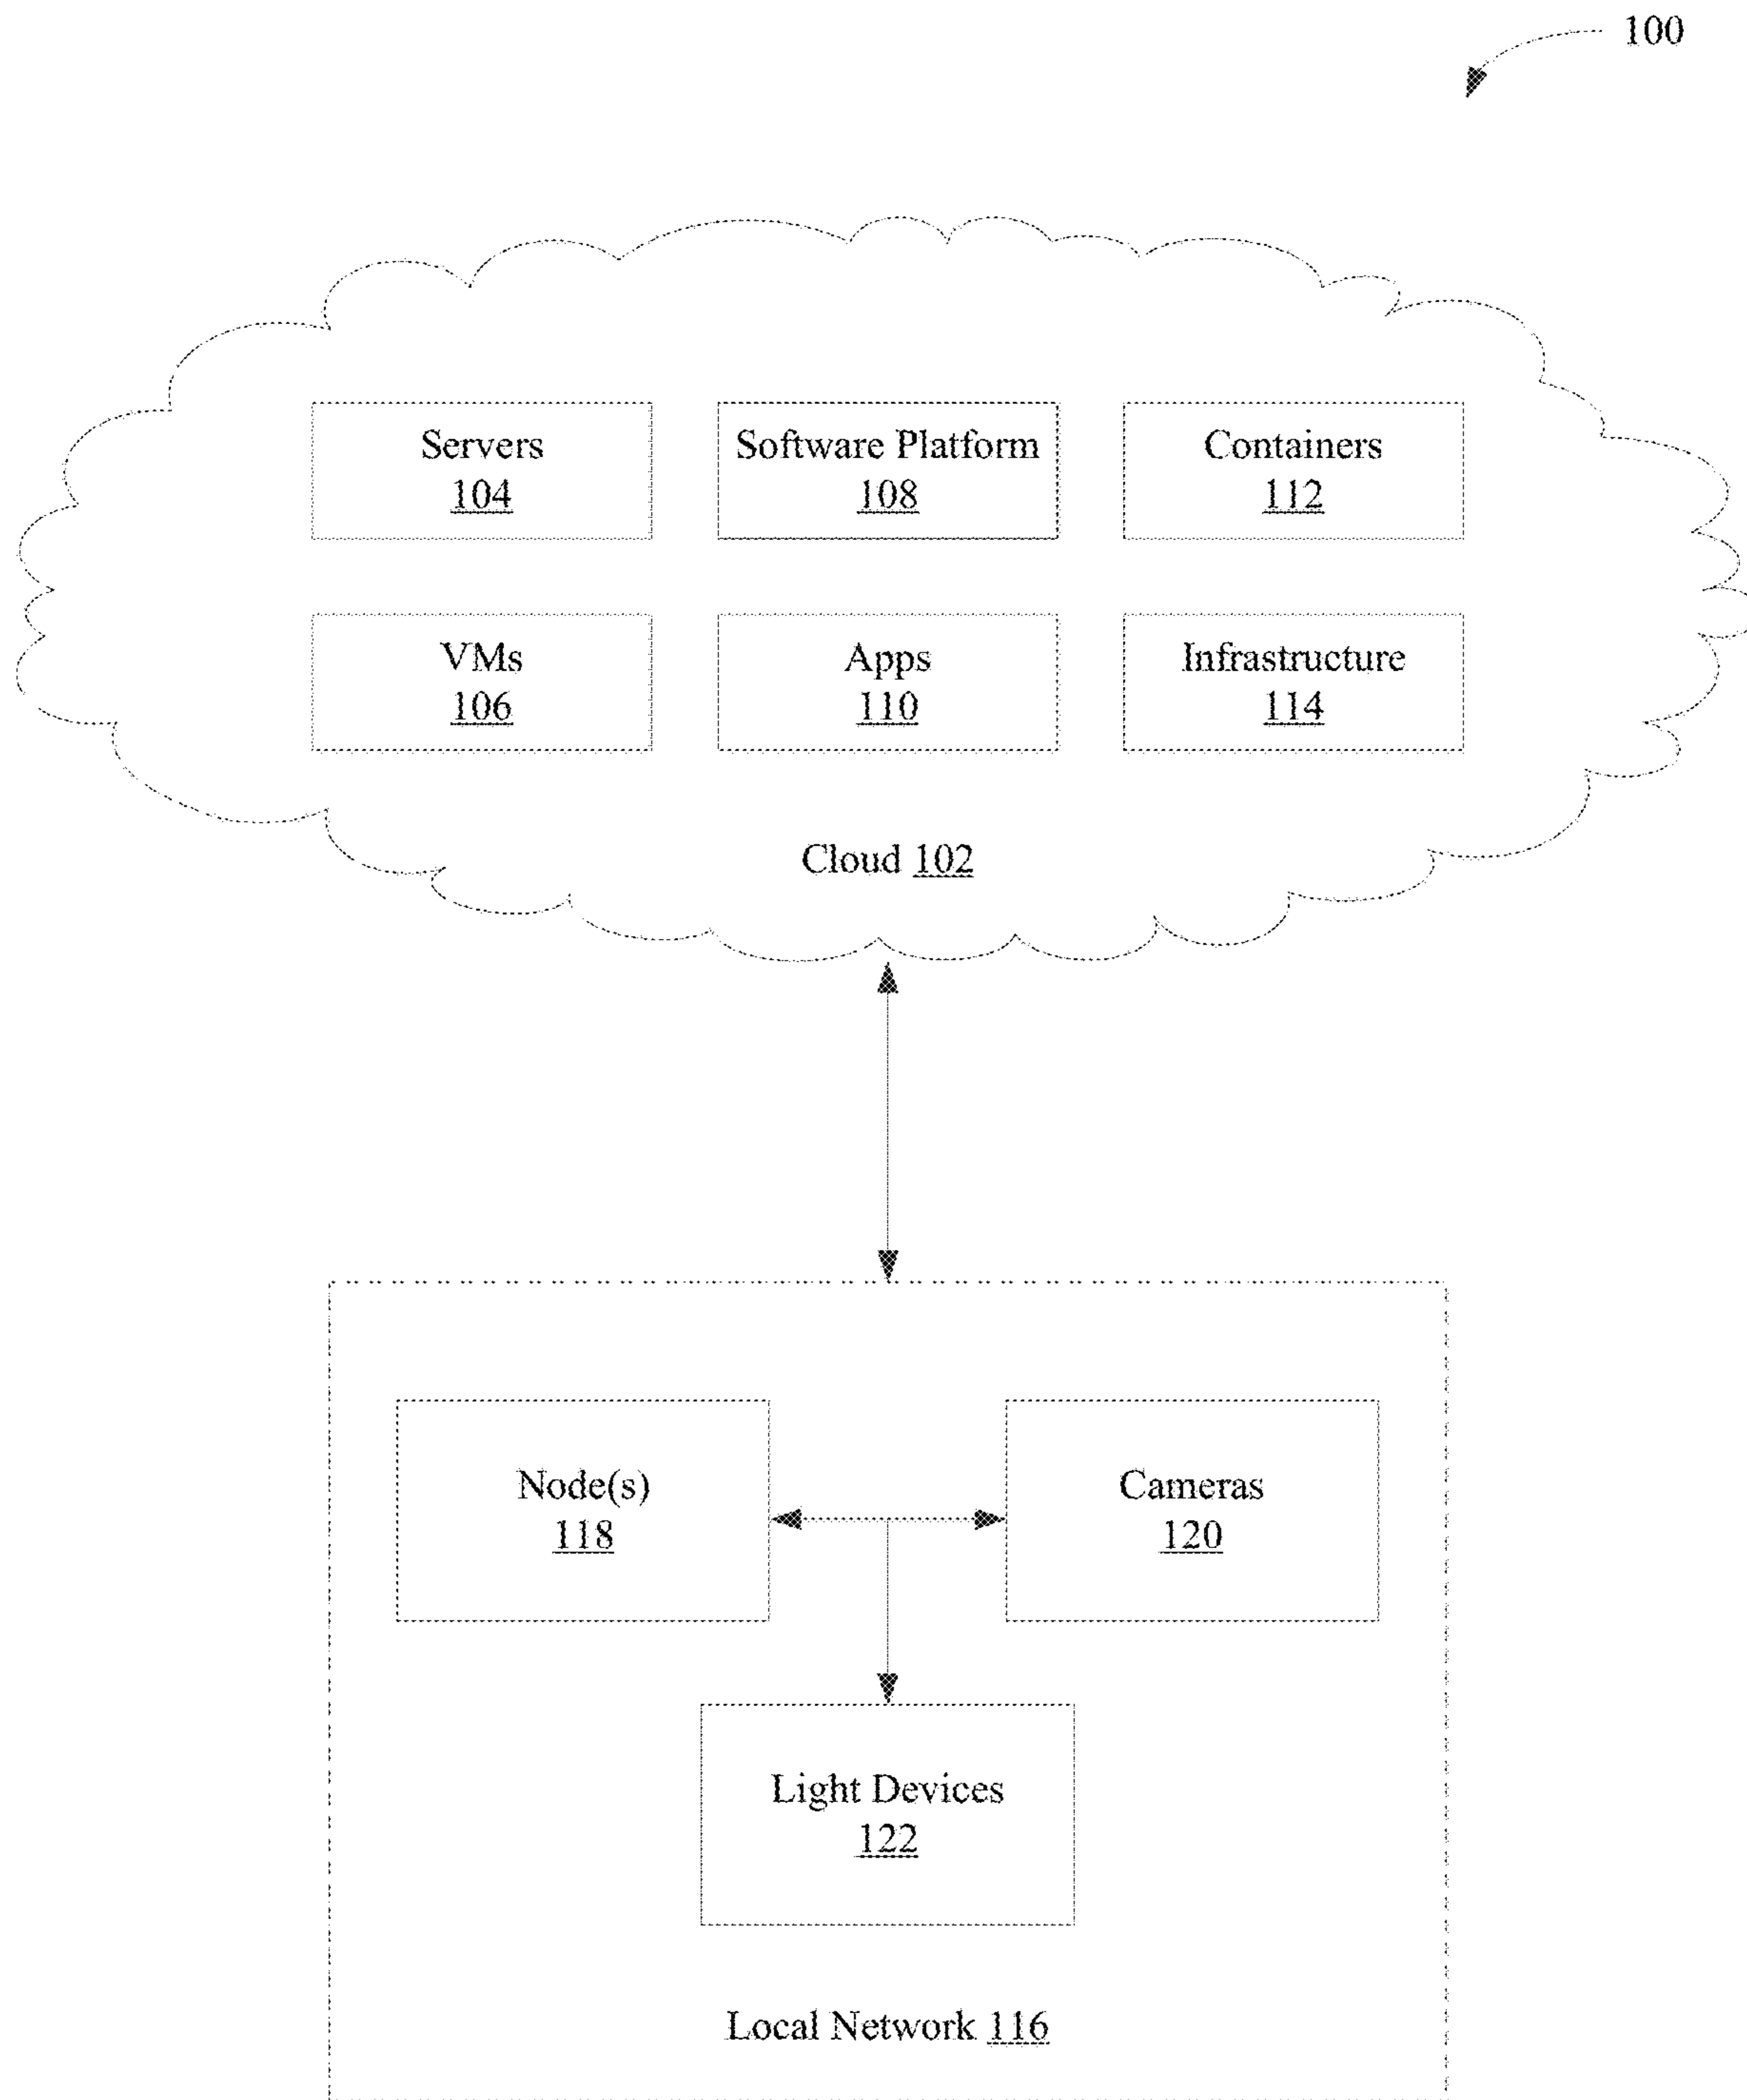 100
Servers
104
Software Platform
108
Containers
112
VMs
106
Apps
110
Infrastructure
114
Cloud 102
Node(s)
118
Cameras
120
Light Devices
122
Local Network 116